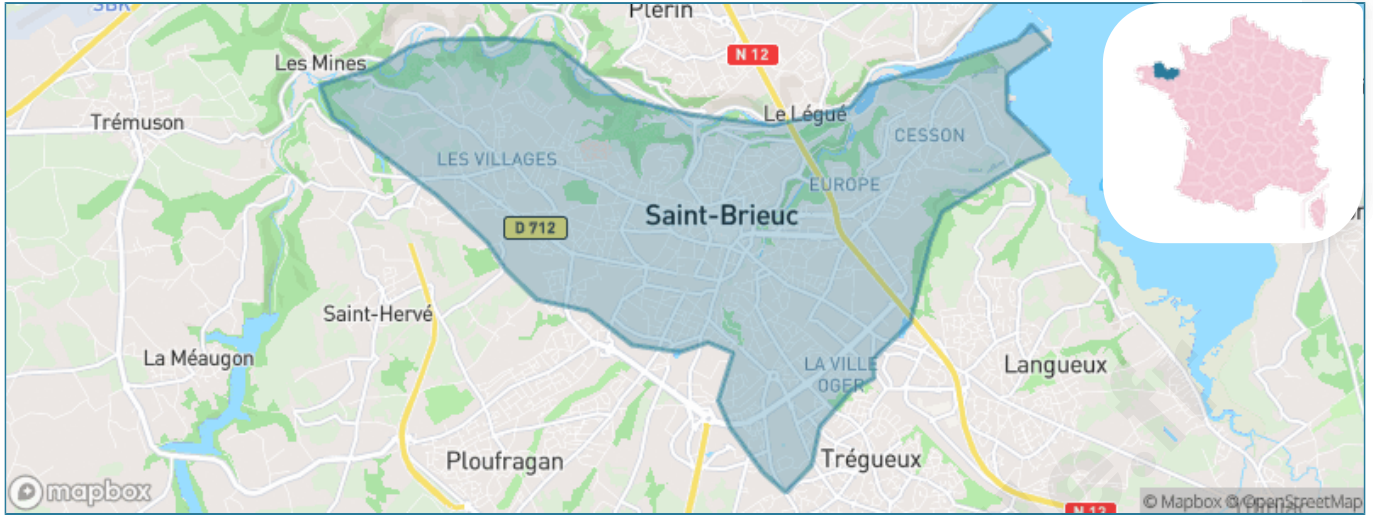 SBK
Plérin
Les Mines
N 12
Trémuson
Le Légué
CESSON
LES VILLAGES
EUROPE
Saint-Brieuc
D 712
Saint-Hervé
La Méaugon
LA VILLE
OGER
Langueux
Ploufragan
Trégueux
mapbox
© Mapbox © OpenStreetMap
N 12